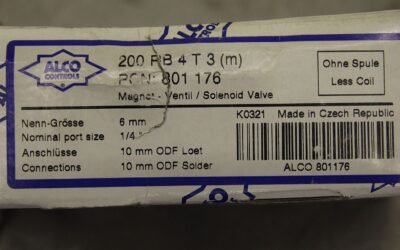 ALCO
CONTROLS
200 RB 4 T 3 (m)
PCN: 801 176
Magnet - Ventil / Solenoid Valve
Ohne Spule
Less Coil
Nenn-Grösse 6 mm
Nominal port size 1/4"
Anschlüsse 10 mm ODF Loet
Connections 10 mm ODF Solder
K0321 Made in Czech Republic
ALCO 801176